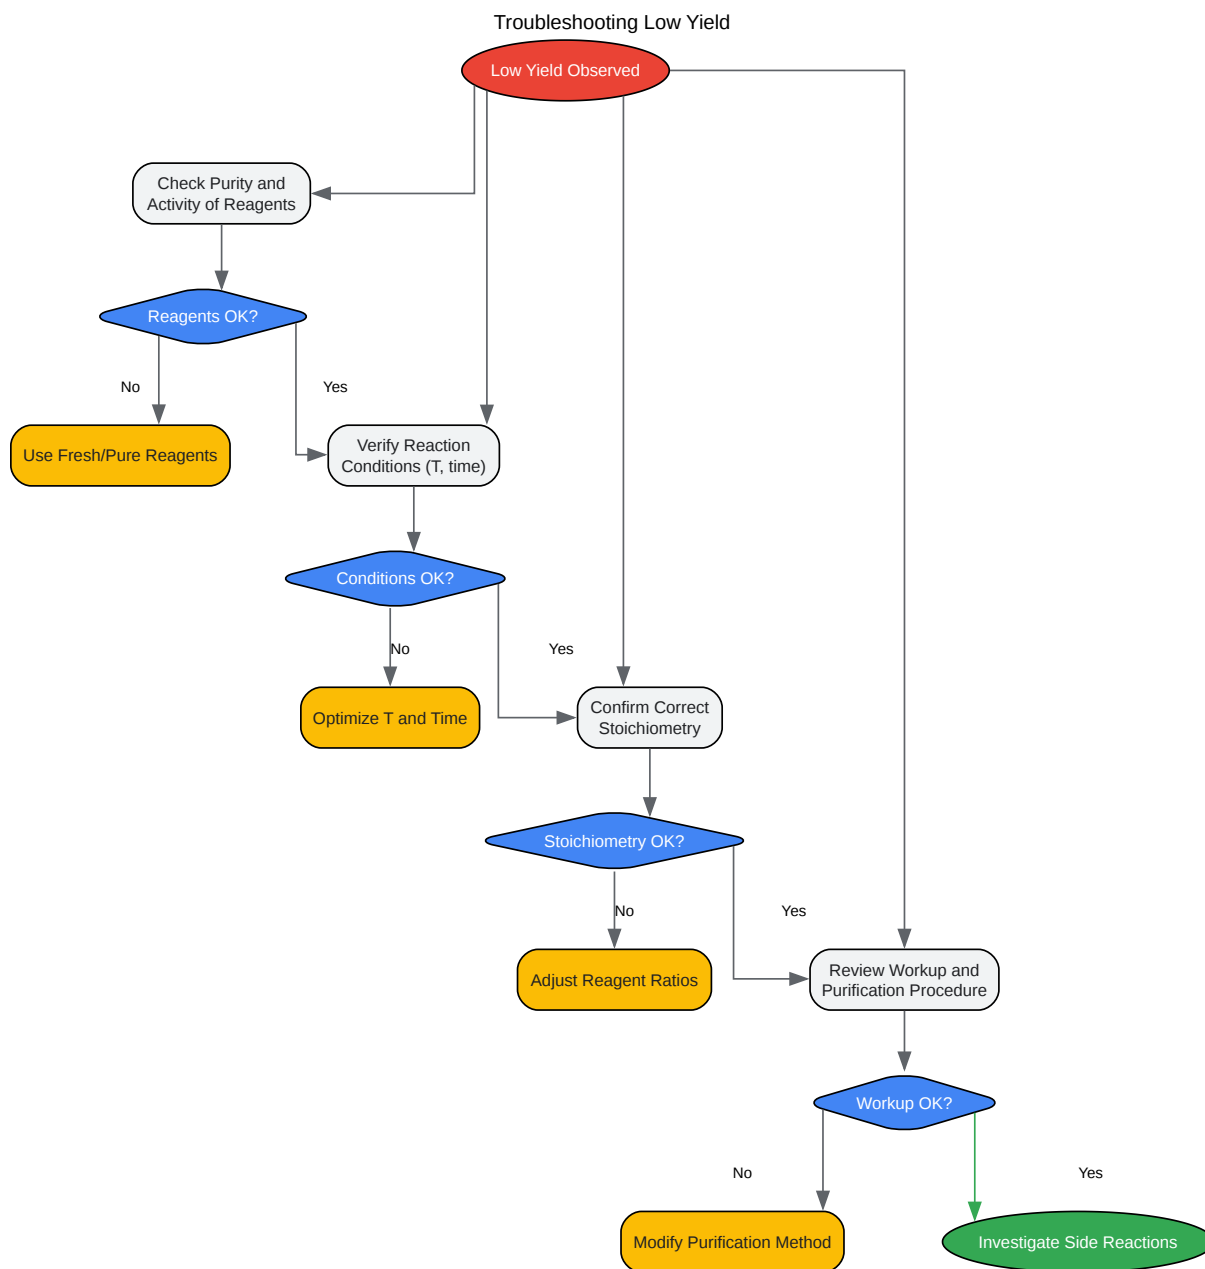 Troubleshooting Low Yield
Low Yield Observed
Check Purity and
Activity of Reagents
Reagents OK?
No
Yes
Use Fresh/Pure Reagents
Verify Reaction
Conditions (T, time)
Conditions OK?
No
Yes
Optimize T and Time
Confirm Correct
Stoichiometry
Stoichiometry OK?
No
Yes
Adjust Reagent Ratios
Review Workup and
Purification Procedure
Workup OK?
No
Yes
Modify Purification Method
Investigate Side Reactions